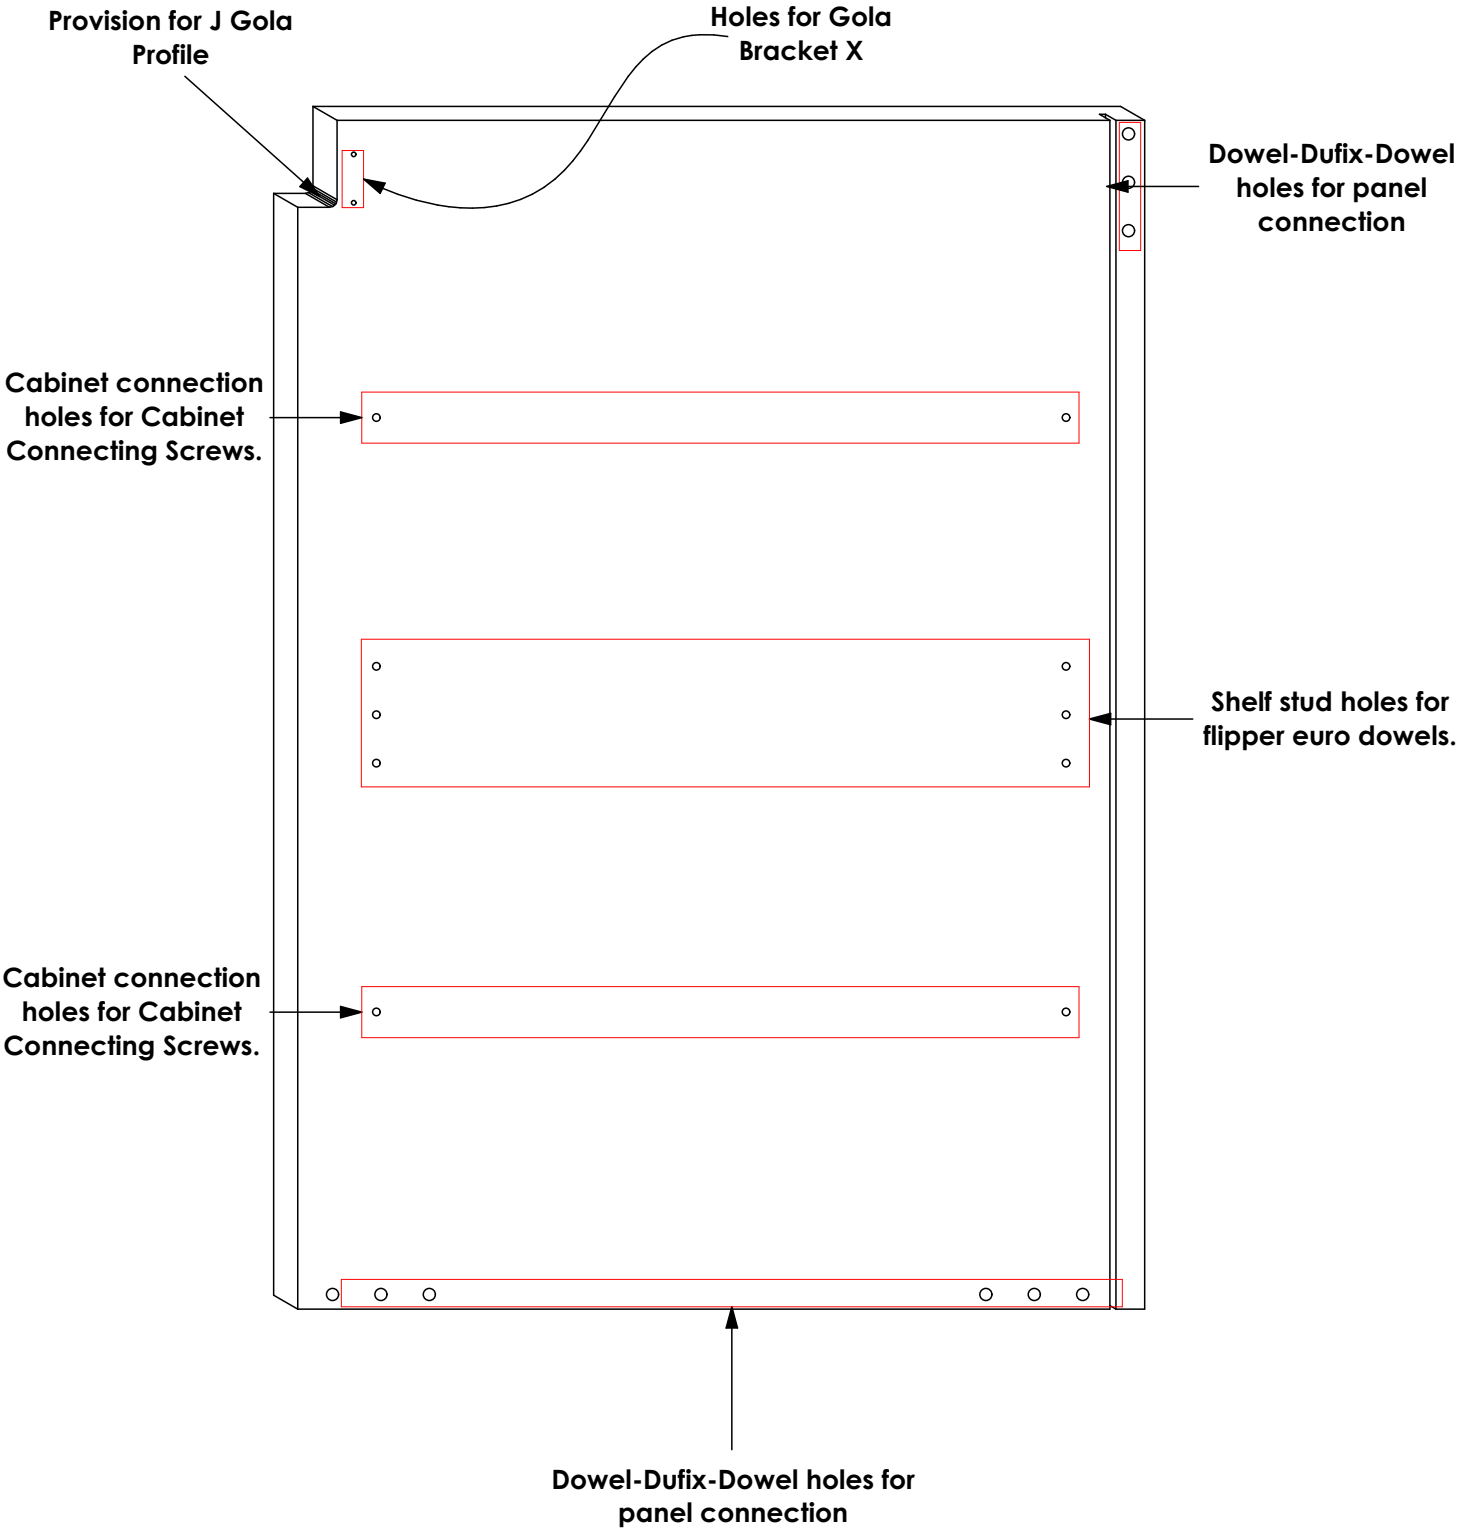 Provision for J Gola
Profile
Holes for Gola
Bracket X
Dowel-Dufix-Dowel
holes for panel
connection
Cabinet connection
holes for Cabinet
Connecting Screws.
Shelf stud holes for
flipper euro dowels.
Cabinet connection
holes for Cabinet
Connecting Screws.
Dowel-Dufix-Dowel holes for
panel connection